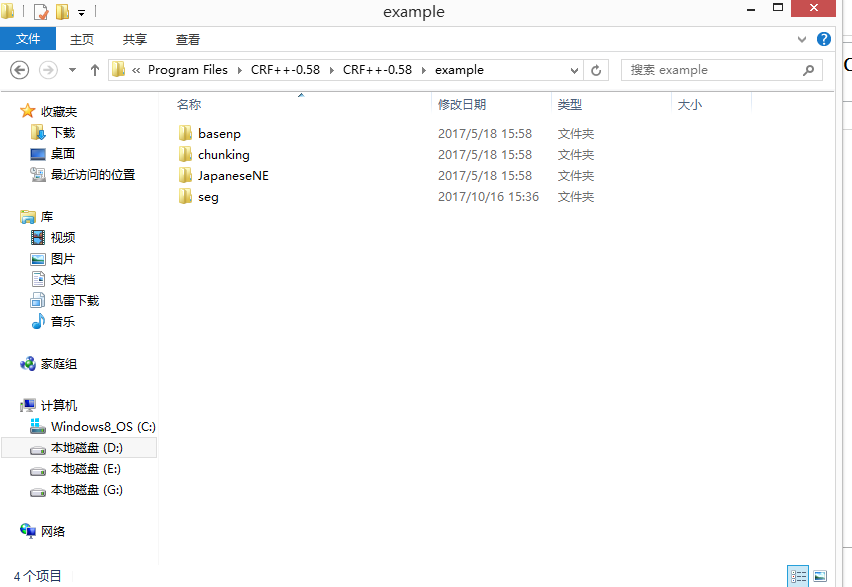 example
文件 主页 共享 查看
« Program Files CRF++-0.58 CRF++-0.58 example 搜索 example
名称 修改日期 类型 大小
收藏夹
下载
桌面
最近访问的位置
库
视频
图片
文档
迅雷下载
音乐
家庭组
计算机
Windows8_OS (C:)
本地磁盘 (D:)
本地磁盘 (E:)
本地磁盘 (G:)
网络
basenp 2017/5/18 15:58 文件夹
chunking 2017/5/18 15:58 文件夹
JapaneseNE 2017/5/18 15:58 文件夹
seg 2017/10/16 15:36 文件夹
4 个项目